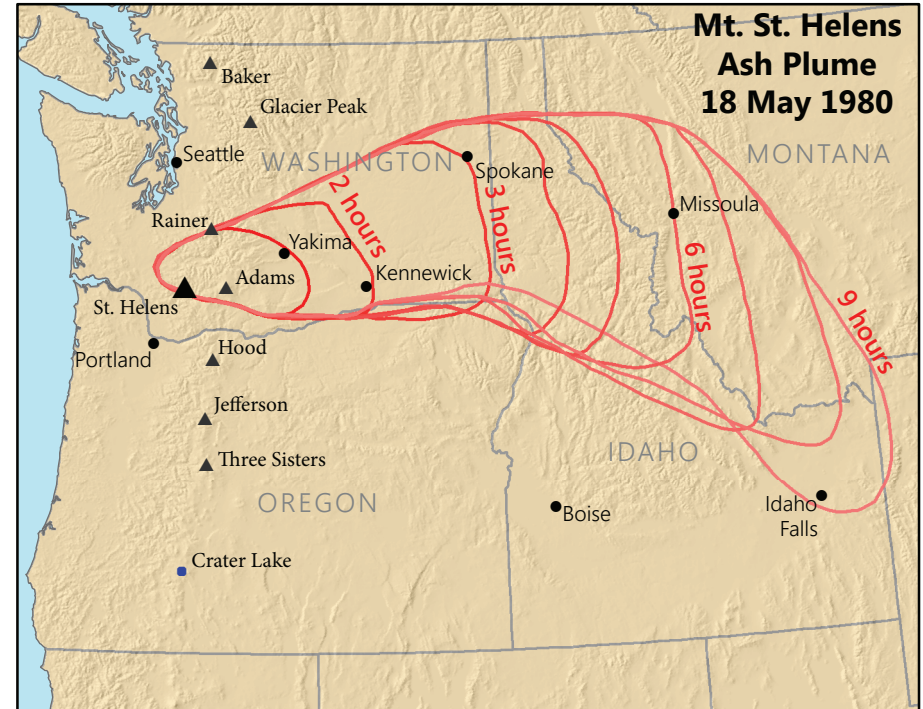 Mt. St. Helens
Ash Plume
18 May 1980
Baker
Glacier Peak
Seattle
WASHINGTON
Spokane
MONTANA
2 hours
3 hours
Missoula
Rainer
Yakima
6 hours
Adams
Kennewick
St. Helens
9 hours
Portland
Hood
Jefferson
Three Sisters
IDAHO
OREGON
Boise
Idaho
Falls
Crater Lake